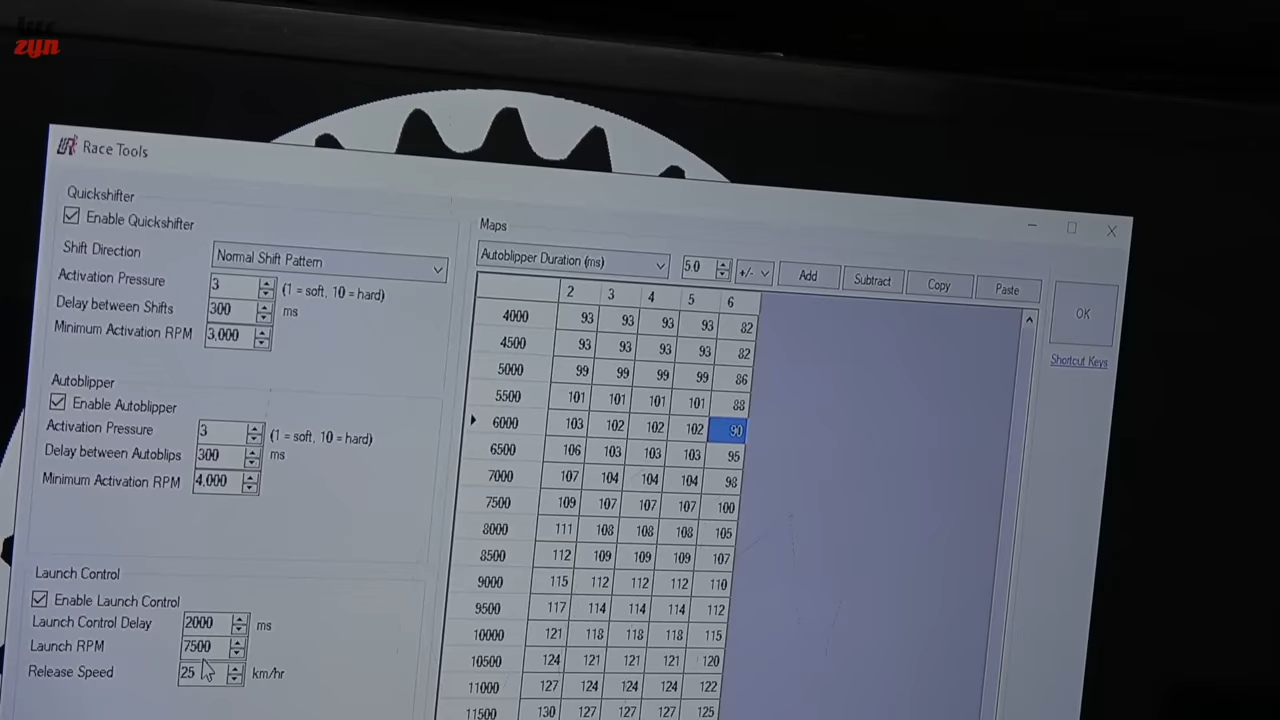 zyn
Race Tools
Quickshifter
Enable Quickshifter
Shift Direction Normal Shift Pattern
Activation Pressure 3 (1 = soft, 10 = hard)
Delay between Shifts 300 ms
Minimum Activation RPM 3,000
Autoblipper
Enable Autoblipper
Activation Pressure 3 (1 = soft, 10 = hard)
Delay between Autoblips 300 ms
Minimum Activation RPM 4,000
Launch Control
Enable Launch Control
Launch Control Delay 2000 ms
Launch RPM 7500
Release Speed 25 km/hr
Maps
Autoblipper Duration (ms) 5.0 +/- Add Subtract Copy Paste
2 3 4 5 6
4000 93 93 93 93 82
4500 93 93 93 93 82
5000 99 99 99 99 86
5500 101 101 101 101 88
6000 103 102 102 102 90
6500 106 103 103 103 95
7000 107 104 104 104 98
7500 109 107 107 107 100
8000 111 108 108 108 105
8500 112 109 109 109 107
9000 115 112 112 112 110
9500 117 114 114 114 112
10000 121 118 118 118 115
10500 124 121 121 121 120
11000 127 124 124 124 122
11500 130 127 127 127 125
OK
Shortcut Keys